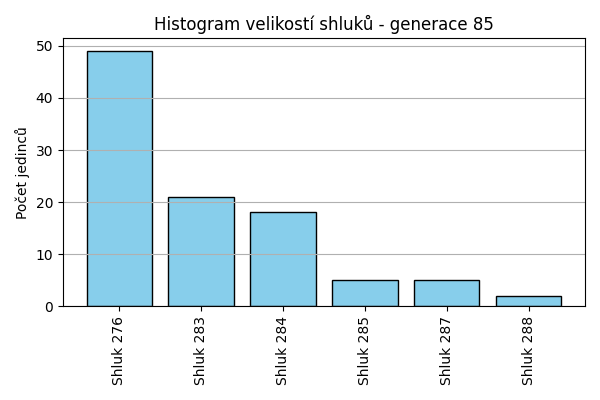 Histogram velikostí shluků - generace 85
Počet jedinců
50
40
30
20
10
0
Shluk 276
Shluk 283
Shluk 284
Shluk 285
Shluk 287
Shluk 288